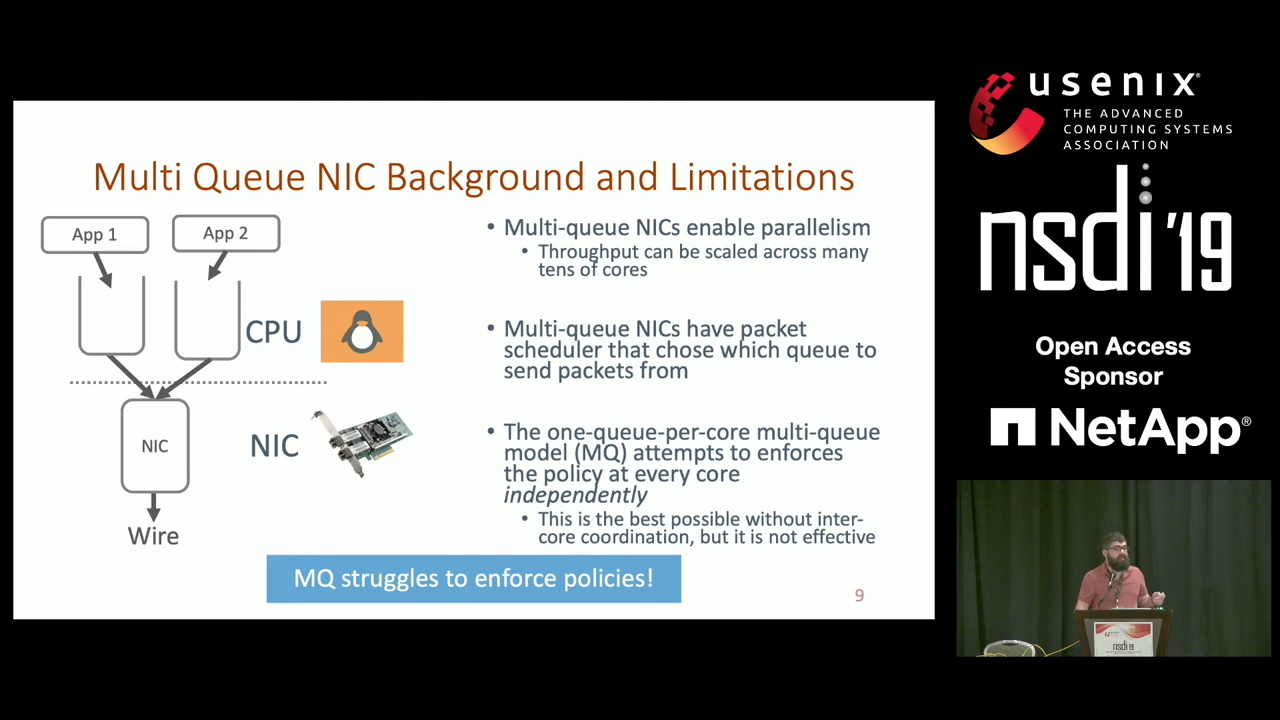 Multi Queue NIC Background and Limitations
App 1
App 2
CPU
NIC
NIC
Wire
• Multi-queue NICs enable parallelism
• Throughput can be scaled across many
tens of cores
• Multi-queue NICs have packet
scheduler that chose which queue to
send packets from
• The one-queue-per-core multi-queue
model (MQ) attempts to enforces
the policy at every core
independently
• This is the best possible without inter-
core coordination, but it is not effective
MQ struggles to enforce policies!
9
usenix®
THE ADVANCED
COMPUTING SYSTEMS
ASSOCIATION
nsdi '19
Open Access
Sponsor
NetApp®
usenix
nsdi '19